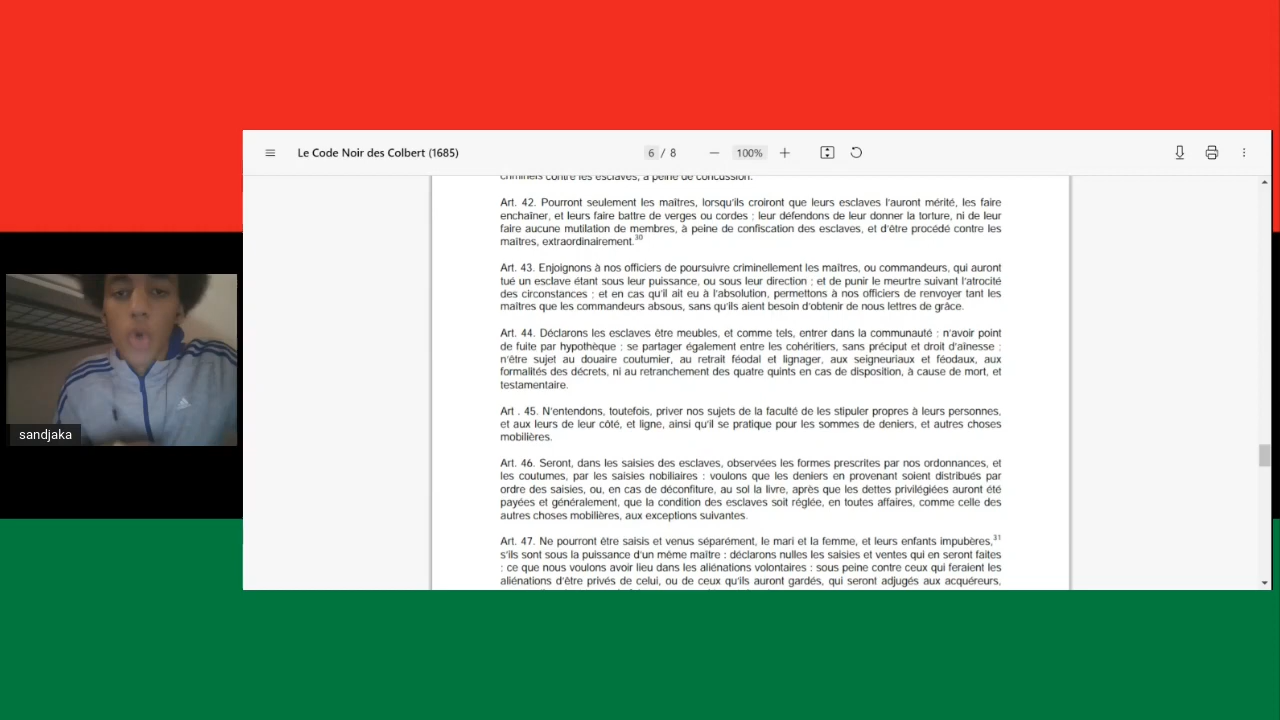 Le Code Noir des Colbert (1685)
6 / 8
100%
criminels contre les esclaves, à peine de concussion.
Art. 42. Pourront seulement les maîtres, lorsqu'ils croiront que leurs esclaves l'auront mérité, les faire
enchaîner, et leurs faire battre de verges ou cordes ; leur défendons de leur donner la torture, ni de leur
faire aucune mutilation de membres, à peine de confiscation des esclaves, et d'être procédé contre les
maîtres, extraordinairement.30
Art. 43. Enjoignons à nos officiers de poursuivre criminellement les maîtres, ou commandeurs, qui auront
tué un esclave étant sous leur puissance, ou sous leur direction ; et de punir le meurtre suivant l'atrocité
des circonstances ; et en cas qu'il ait eu à l'absolution, permettons à nos officiers de renvoyer tant les
maîtres que les commandeurs absous, sans qu'ils aient besoin d'obtenir de nous lettres de grâce.
Art. 44. Déclarons les esclaves être meubles, et comme tels, entrer dans la communauté : n'avoir point
de fuite par hypothèque ; se partager également entre les cohéritiers, sans préciput et droit d'aînesse ;
n'être sujet au douaire coutumier, au retrait féodal et lignager, aux seigneuriaux et féodaux, aux
formalités des décrets, ni au retranchement des quatre quints en cas de disposition, à cause de mort, et
testamentaire.
Art . 45. N'entendons, toutefois, priver nos sujets de la faculté de les stipuler propres à leurs personnes,
et aux leurs de leur côté, et ligne, ainsi qu'il se pratique pour les sommes de deniers, et autres choses
mobilières.
Art. 46. Seront, dans les saisies des esclaves, observées les formes prescrites par nos ordonnances, et
les coutumes, par les saisies nobiliaires : voulons que les deniers en provenant soient distribués par
ordre des saisies, ou, en cas de déconfiture, au sol la livre, après que les dettes privilégiées auront été
payées et généralement, que la condition des esclaves soit réglée, en toutes affaires, comme celle des
autres choses mobilières, aux exceptions suivantes.
Art. 47. Ne pourront être saisis et venus séparément, le mari et la femme, et leurs enfants impubères,31
s'ils sont sous la puissance d'un même maître : déclarons nulles les saisies et ventes qui en seront faites
: ce que nous voulons avoir lieu dans les aliénations volontaires : sous peine contre ceux qui feraient les
aliénations d'être privés de celui, ou de ceux qu'ils auront gardés, qui seront adjugés aux acquéreurs,
sandjaka